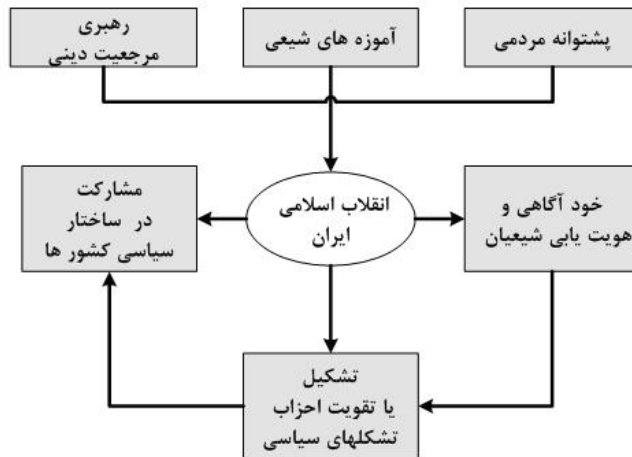 پشتوانه مردمی
آموزه های شیعی
رهبری
مرجعیت دینی
خود آگاهی و
هویت یابی شیعیان
انقلاب اسلامی
ایران
مشارکت
در ساختار
سیاسی کشور ها
تشکیل
یا تقویت احزاب
تشکلهای سیاسی